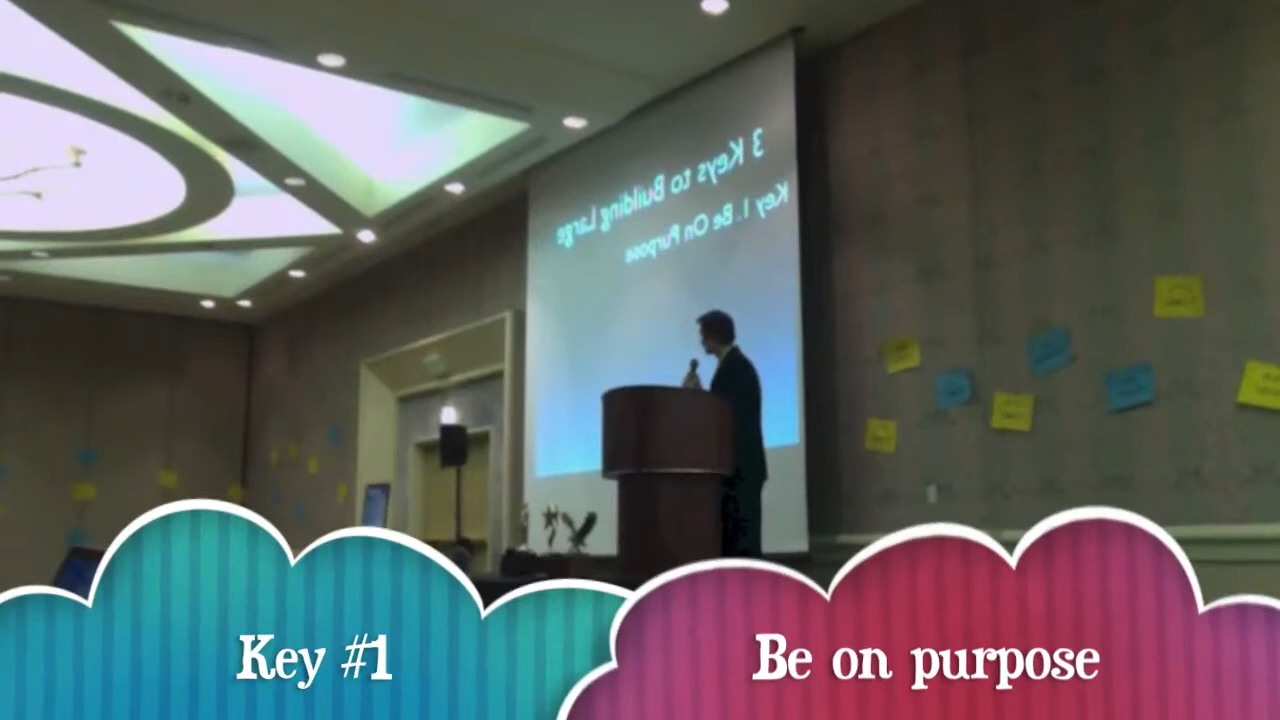 3 Keys to Building Large
Key 1. Be On Purpose
Key #1
Be on purpose